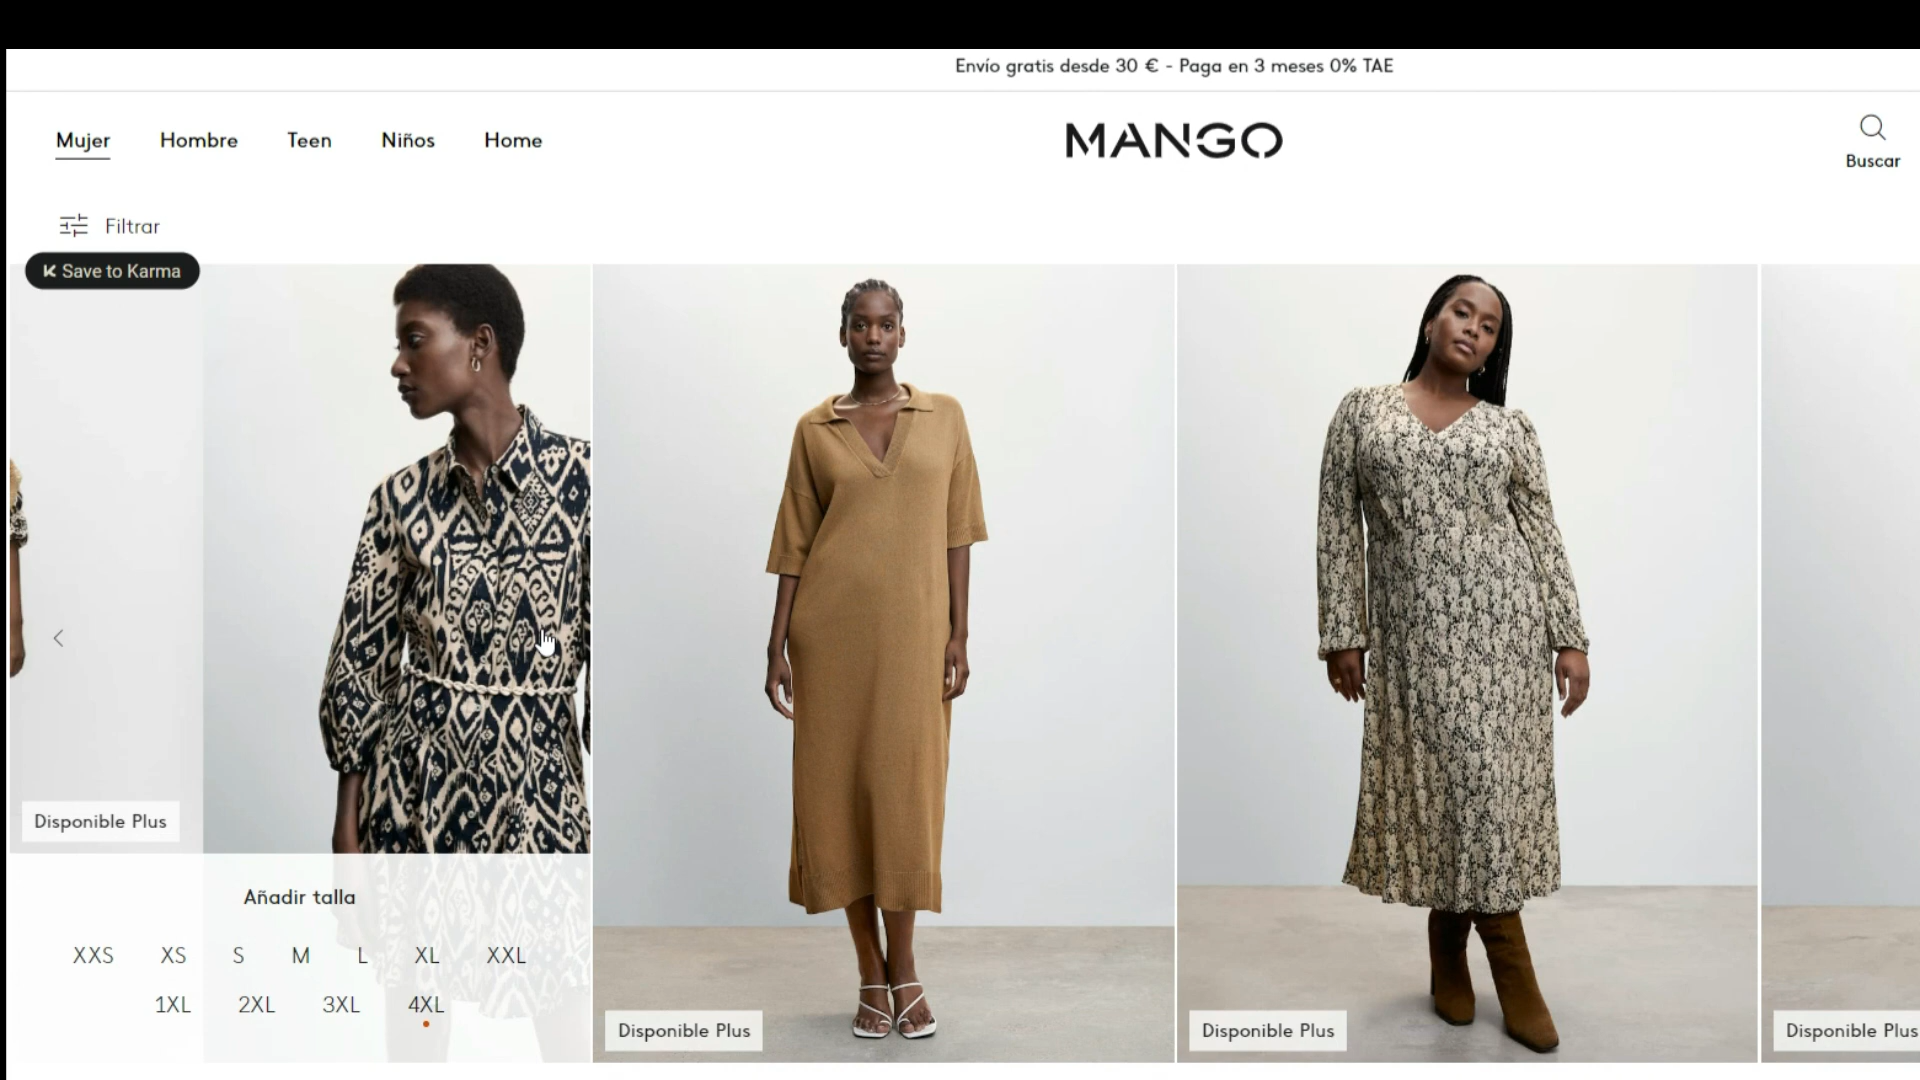 Envío gratis desde 30 € - Paga en 3 meses 0% TAE
Mujer Hombre Teen Niños Home
MANGO
Buscar
Filtrar
Save to Karma
Disponible Plus
Añadir talla
XXS XS S M L XL XXL
1XL 2XL 3XL 4XL
Disponible Plus
Disponible Plus
Disponible Plus